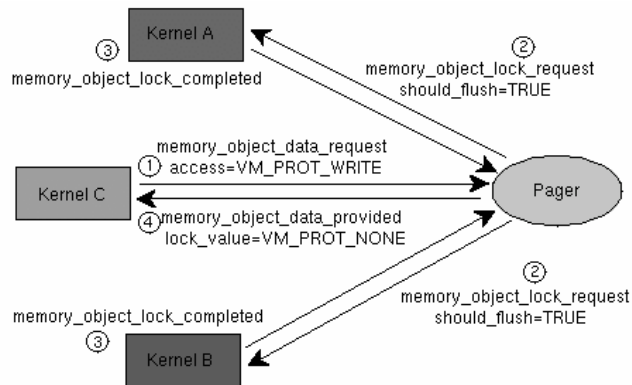 Kernel A
3
memory_object_lock_completed
2
memory_object_lock_request
should_flush=TRUE
memory_object_data_request
1
access=VM_PROT_WRITE
Kernel C
Pager
4
memory_object_data_provided
lock_value=VM_PROT_NONE
2
memory_object_lock_request
should_flush=TRUE
memory_object_lock_completed
3
Kernel B